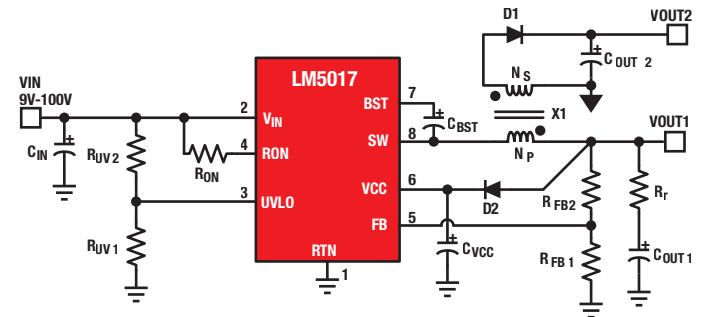 D1
VOUT2
COUT 2
NS
X1
VIN
9V-100V
LM5017
2
VIN
7
BST
CBST
VOUT1
CIN
RUV2
4
RON
RON
8
SW
NP
3
UVLO
6
VCC
D2
RFB2
Rr
5
FB
CVCC
RUV1
RFB1
COUT1
RTN
1
+
+
+
+
+